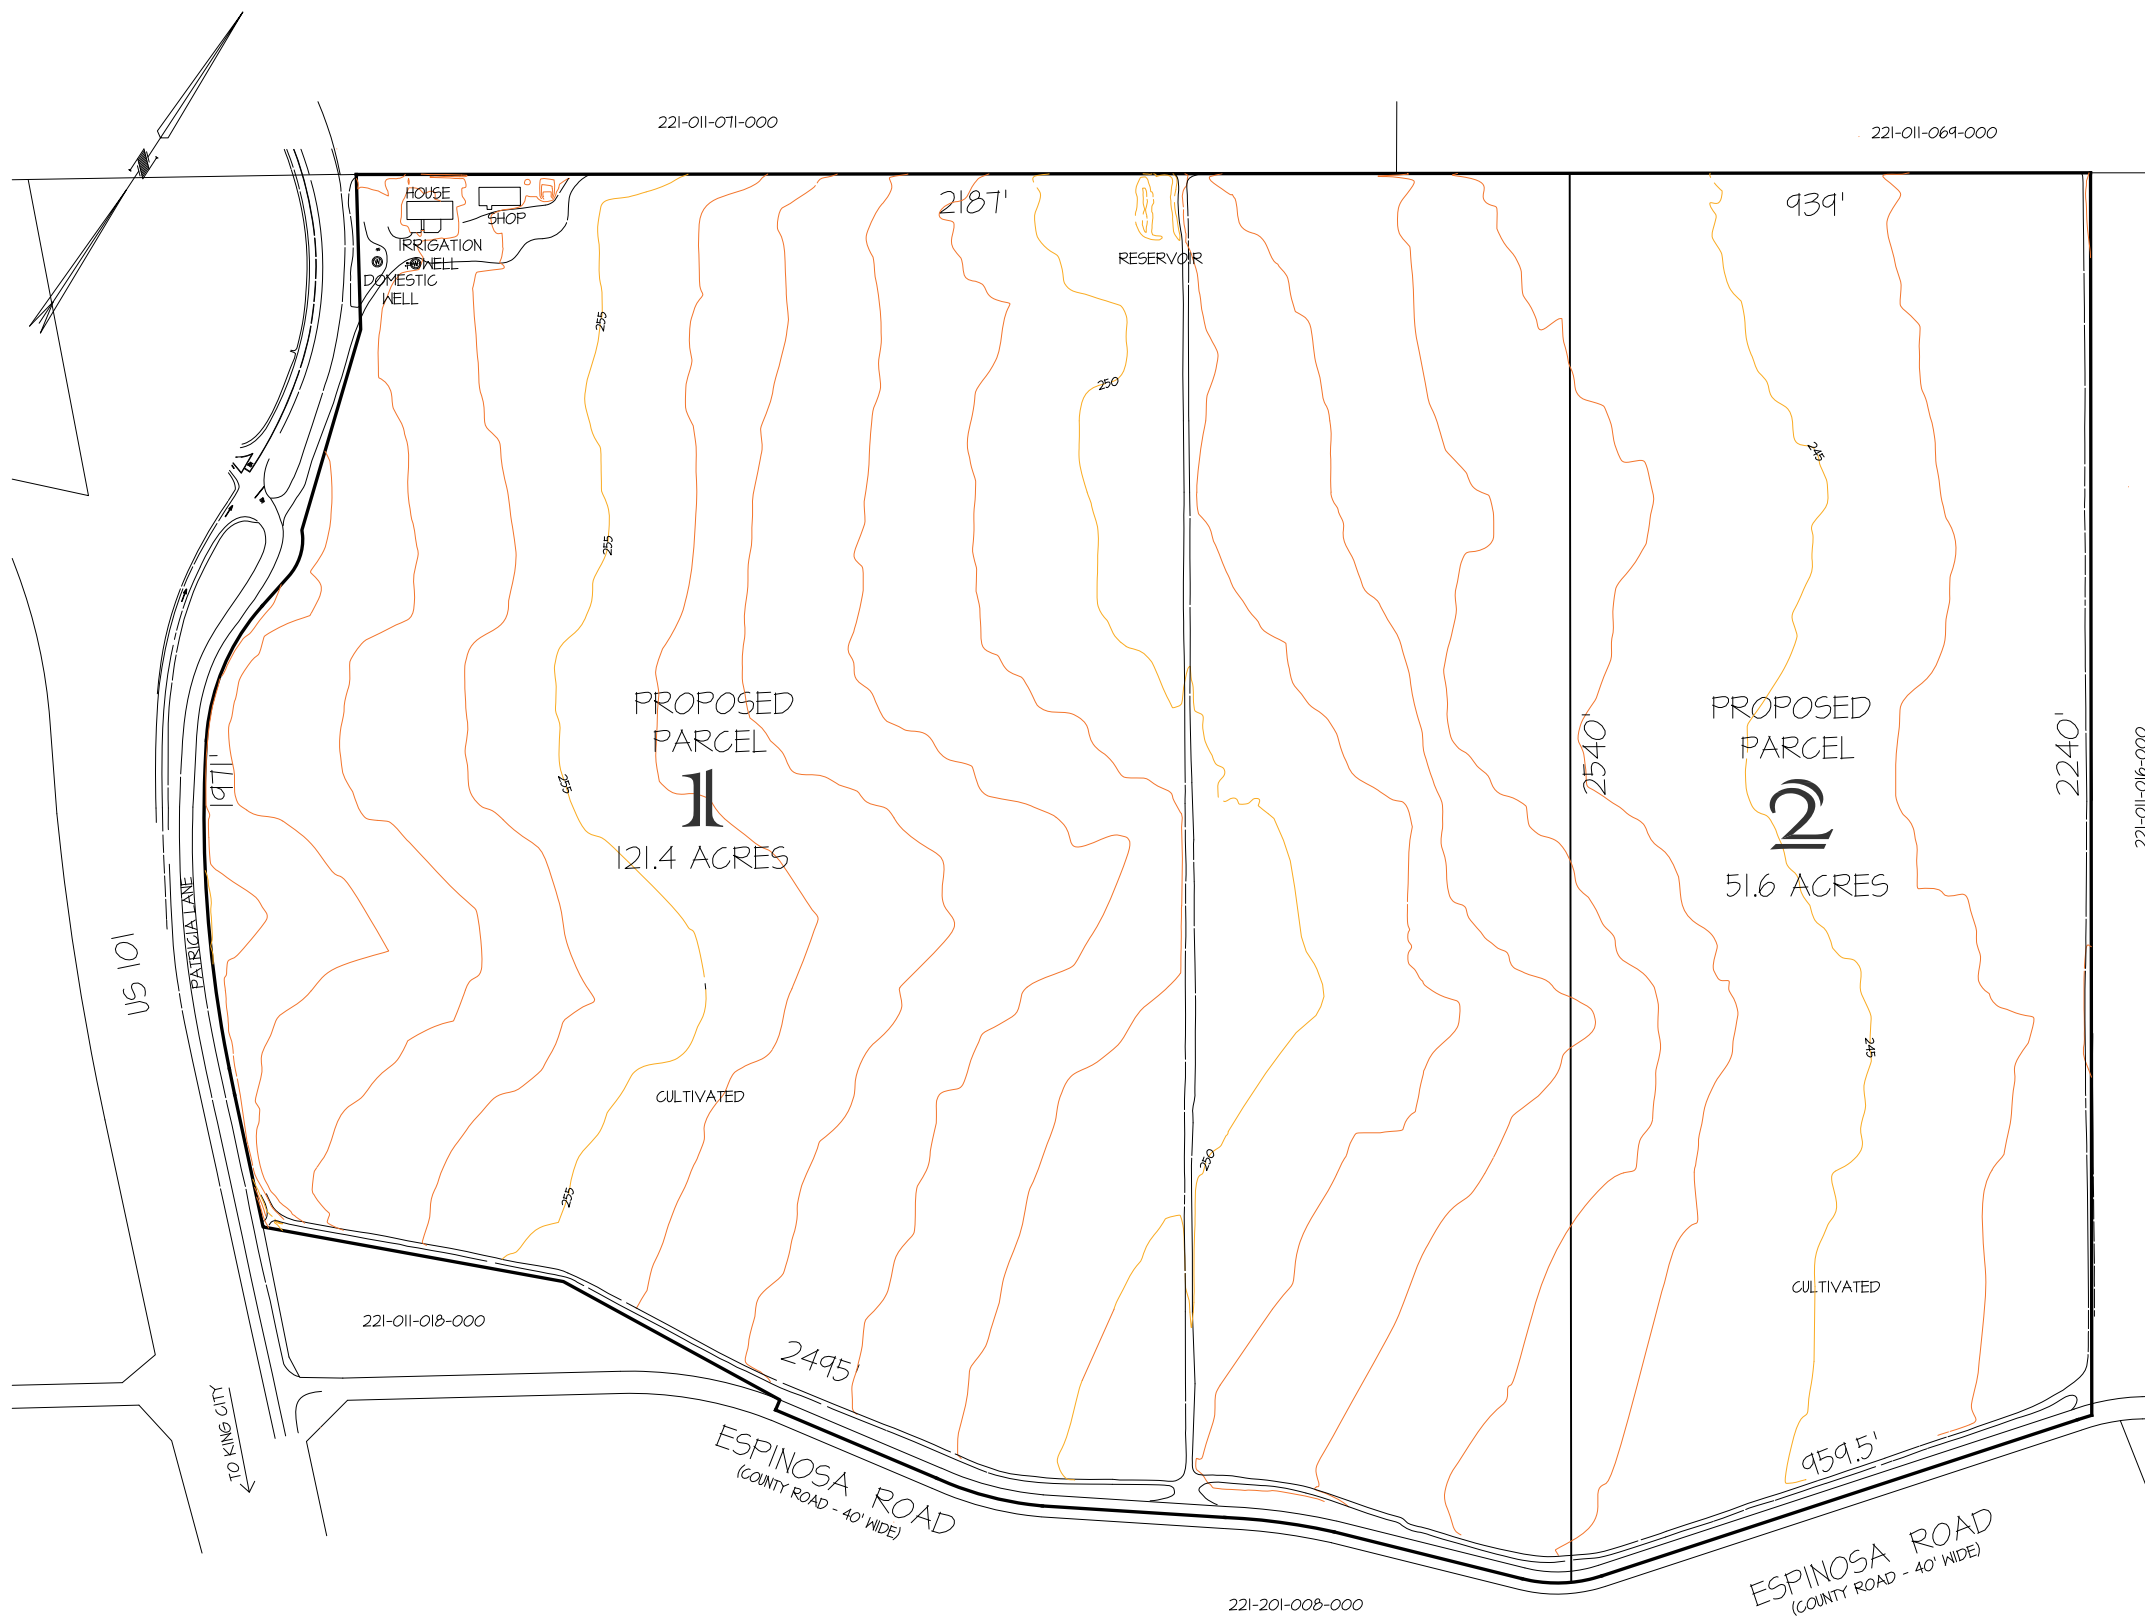 221-011-071-000
221-011-069-000
HOUSE
SHOP
IRRIGATION
WELL
DOMESTIC
WELL
2187'
939'
RESERVOIR
255
250
245
255
PROPOSED
PARCEL
1
121.4 ACRES
PROPOSED
PARCEL
2
51.6 ACRES
1971'
2540'
2240'
221-011-019-000
255
US 101
PATRICIA LANE
245
CULTIVATED
250
255
CULTIVATED
221-011-018-000
2495'
TO KING CITY
ESPINOSA ROAD
(COUNTY ROAD - 40' WIDE)
959.5'
ESPINOSA ROAD
(COUNTY ROAD - 40' WIDE)
221-201-008-000